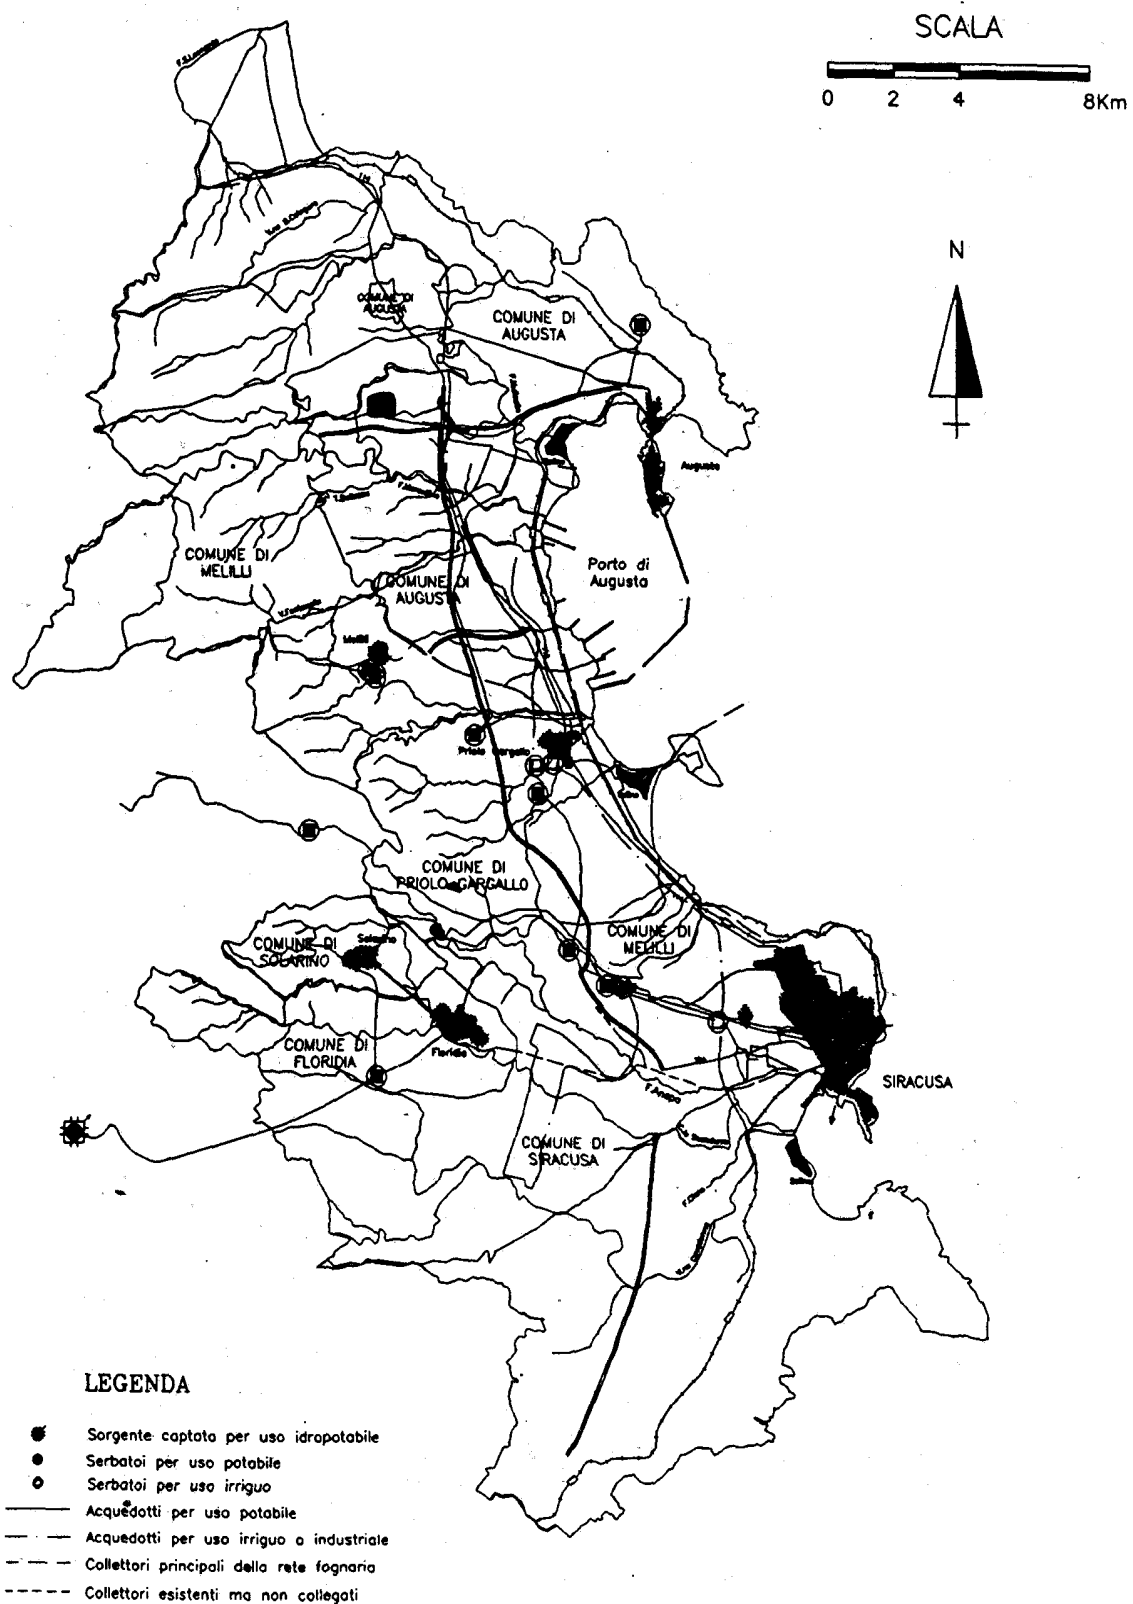 SCALA
0 2 4 8Km
N
COMUNE DI
AUGUSTA
COMUNE DI
AUGUSTA
Augusta
COMUNE DI
MELILLI
Porto di
Augusta
COMUNE DI
AUGUSTA
Melilli
Priolo Gargallo
COMUNE DI
PRIOLO GARGALLO
COMUNE DI
MELILLI
Solarino
COMUNE DI
SOLARINO
COMUNE DI
FLORIDIA
Floridia
F. Anapo
SIRACUSA
COMUNE DI
SIRACUSA
LEGENDA
Sorgente captata per uso idropotabile
Serbatoi per uso potabile
Serbatoi per uso irriguo
Acquedotti per uso potabile
Acquedotti per uso irriguo o industriale
Collettori principali della rete fognaria
Collettori esistenti ma non collegati